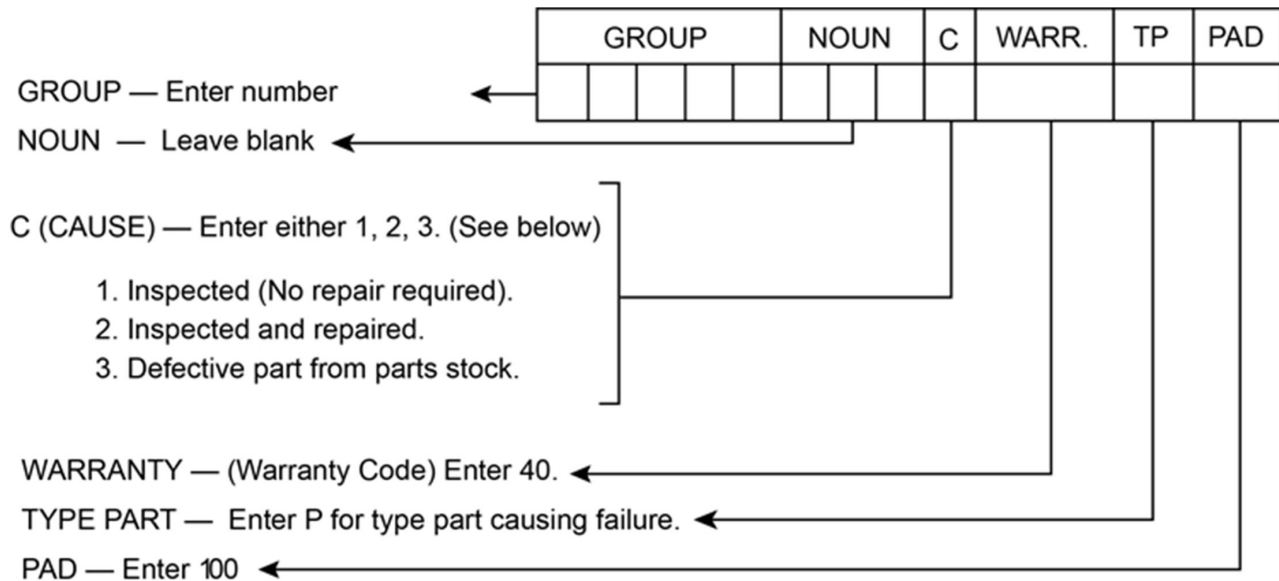 GROUP NOUN C WARR. TP PAD
GROUP — Enter number
NOUN — Leave blank
C (CAUSE) — Enter either 1, 2, 3. (See below)
1. Inspected (No repair required).
2. Inspected and repaired.
3. Defective part from parts stock.
WARRANTY — (Warranty Code) Enter 40.
TYPE PART — Enter P for type part causing failure.
PAD — Enter 100